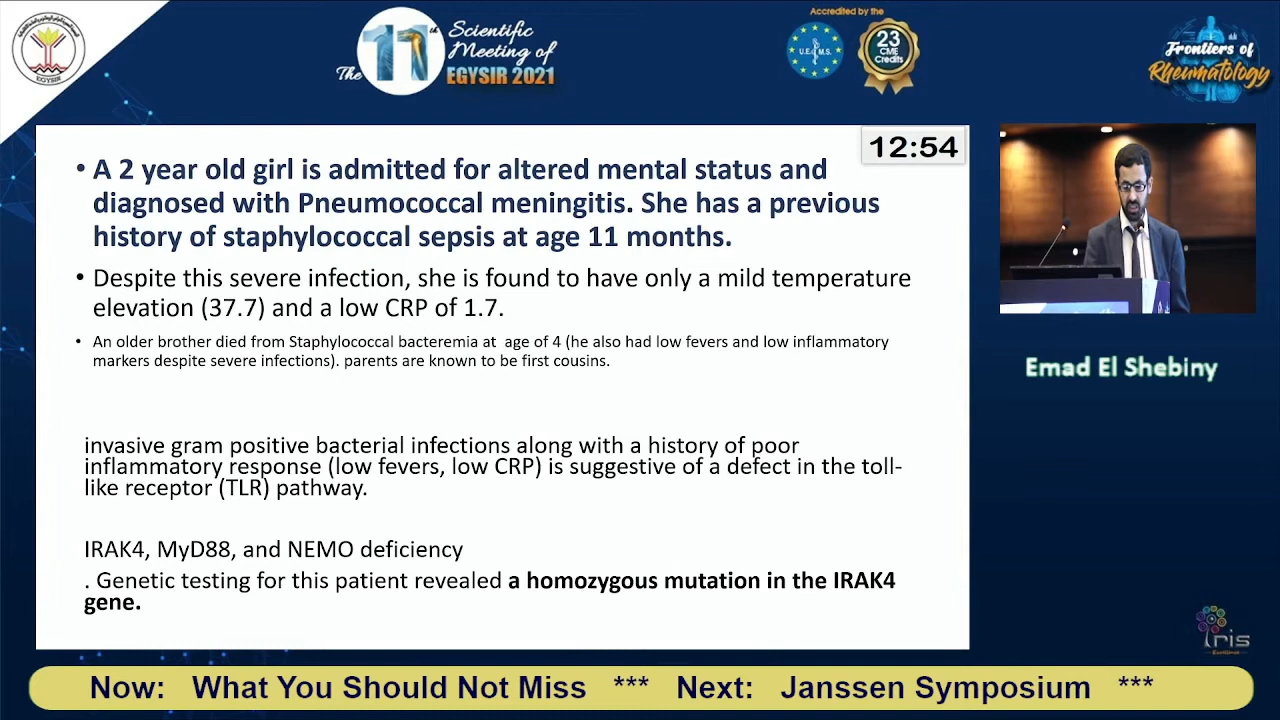 EGYSIR
The 11th Scientific
Meeting of
EGYSIR 2021
Accredited by the
U.E.M.S.
23
CME
Credits
Frontiers of
Rheumatology
12:54
• A 2 year old girl is admitted for altered mental status and
diagnosed with Pneumococcal meningitis. She has a previous
history of staphylococcal sepsis at age 11 months.
• Despite this severe infection, she is found to have only a mild temperature
elevation (37.7) and a low CRP of 1.7.
• An older brother died from Staphylococcal bacteremia at age of 4 (he also had low fevers and low inflammatory
markers despite severe infections). parents are known to be first cousins.
invasive gram positive bacterial infections along with a history of poor
inflammatory response (low fevers, low CRP) is suggestive of a defect in the toll-
like receptor (TLR) pathway.
IRAK4, MyD88, and NEMO deficiency
. Genetic testing for this patient revealed a homozygous mutation in the IRAK4
gene.
Emad El Shebiny
Iris
Now: What You Should Not Miss *** Next: Janssen Symposium ***